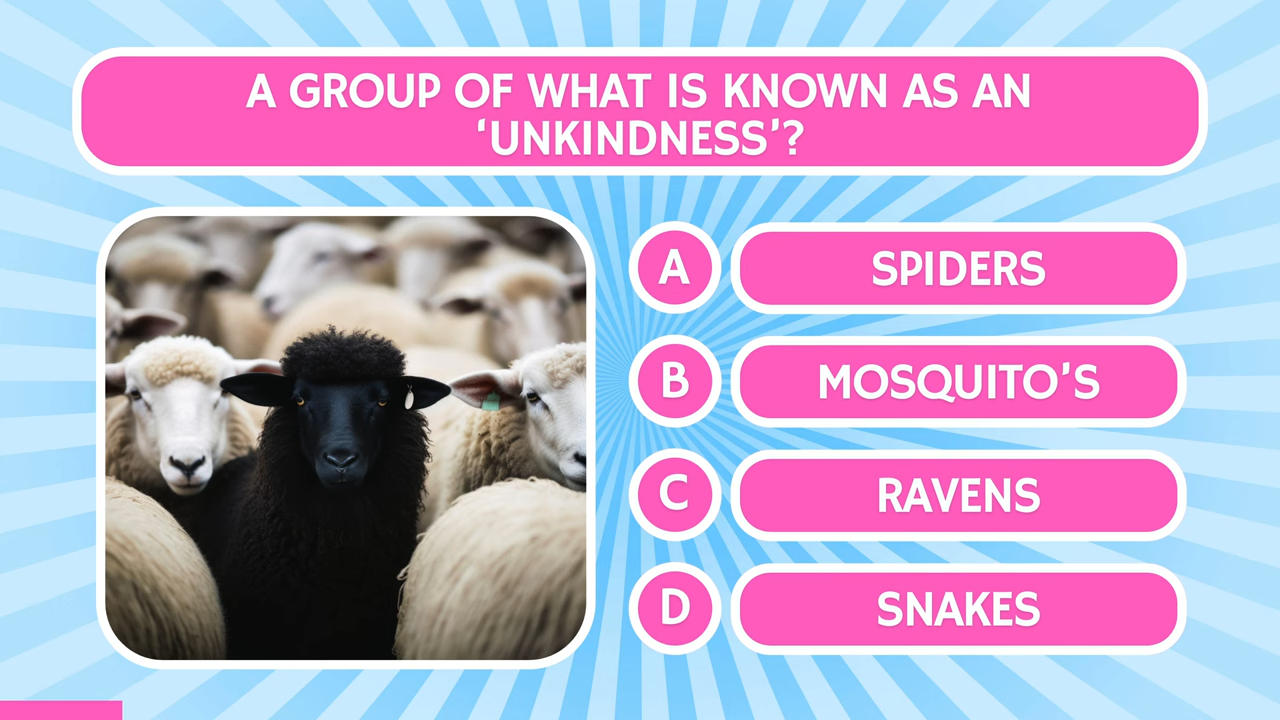 A GROUP OF WHAT IS KNOWN AS AN
‘UNKINDNESS’?
A SPIDERS
B MOSQUITO’S
C RAVENS
D SNAKES